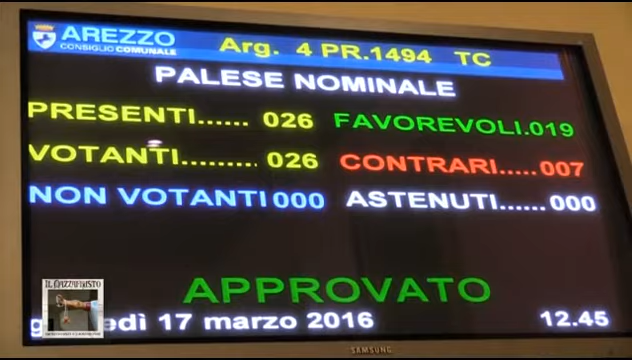 AREZZO
CONSIGLIO COMUNALE
Arg. 4 PR.1494 TC
PALESE NOMINALE
PRESENTI...... 026 FAVOREVOLI.019
VOTANTI.......... 026 CONTRARI.....007
NON VOTANTI 000 ASTENUTI......000
APPROVATO
17 marzo 2016 12.45
SAMSUNG